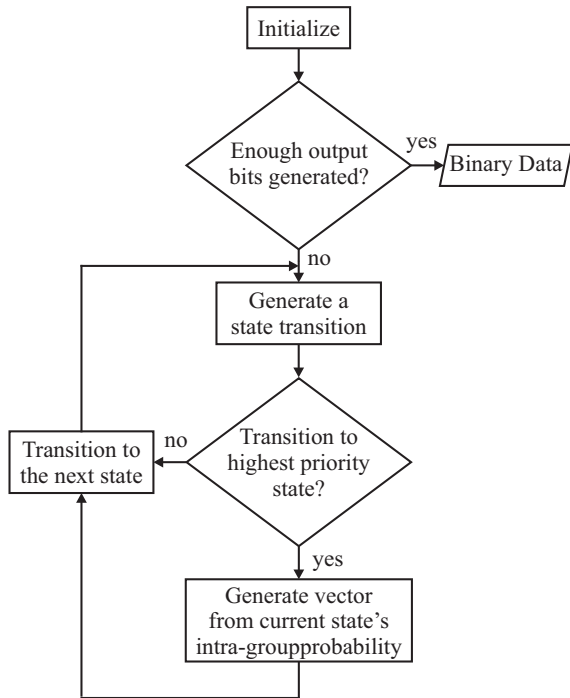 Initialize
Enough output
bits generated?
yes
Binary Data
no
Generate a
state transition
Transition to
highest priority
state?
no
Transition to
the next state
yes
Generate vector
from current state's
intra-groupprobability